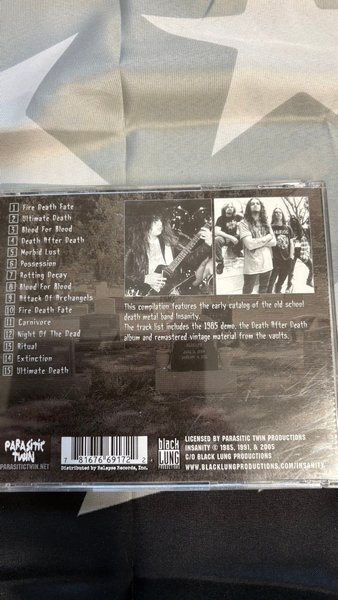 1 Fire Death Fate
2 Ultimate Death
3 Blood For Blood
4 Death After Death
5 Morbid Lust
6 Possession
7 Rotting Decay
8 Blood For Blood
9 Attack Of Archangels
10 Fire Death Fate
11 Carnivore
12 Night Of The Dead
13 Ritual
14 Extinction
15 Ultimate Death
This compilation features the early catalog of the old school
death metal band Insanity.
The track list includes the 1985 demo, the Death After Death
album and remastered vintage material from the vaults.
PARASITIC
TWIN
PARASITICTWIN.NET
7 81676 69172 2
Distributed by Relapse Records, Inc.
black
LUNG
LICENSED BY PARASITIC TWIN PRODUCTIONS
INSANITY © 1985, 1991, & 2005
C/O BLACK LUNG PRODUCTIONS
WWW.BLACKLUNGPRODUCTIONS.COM/INSANITY